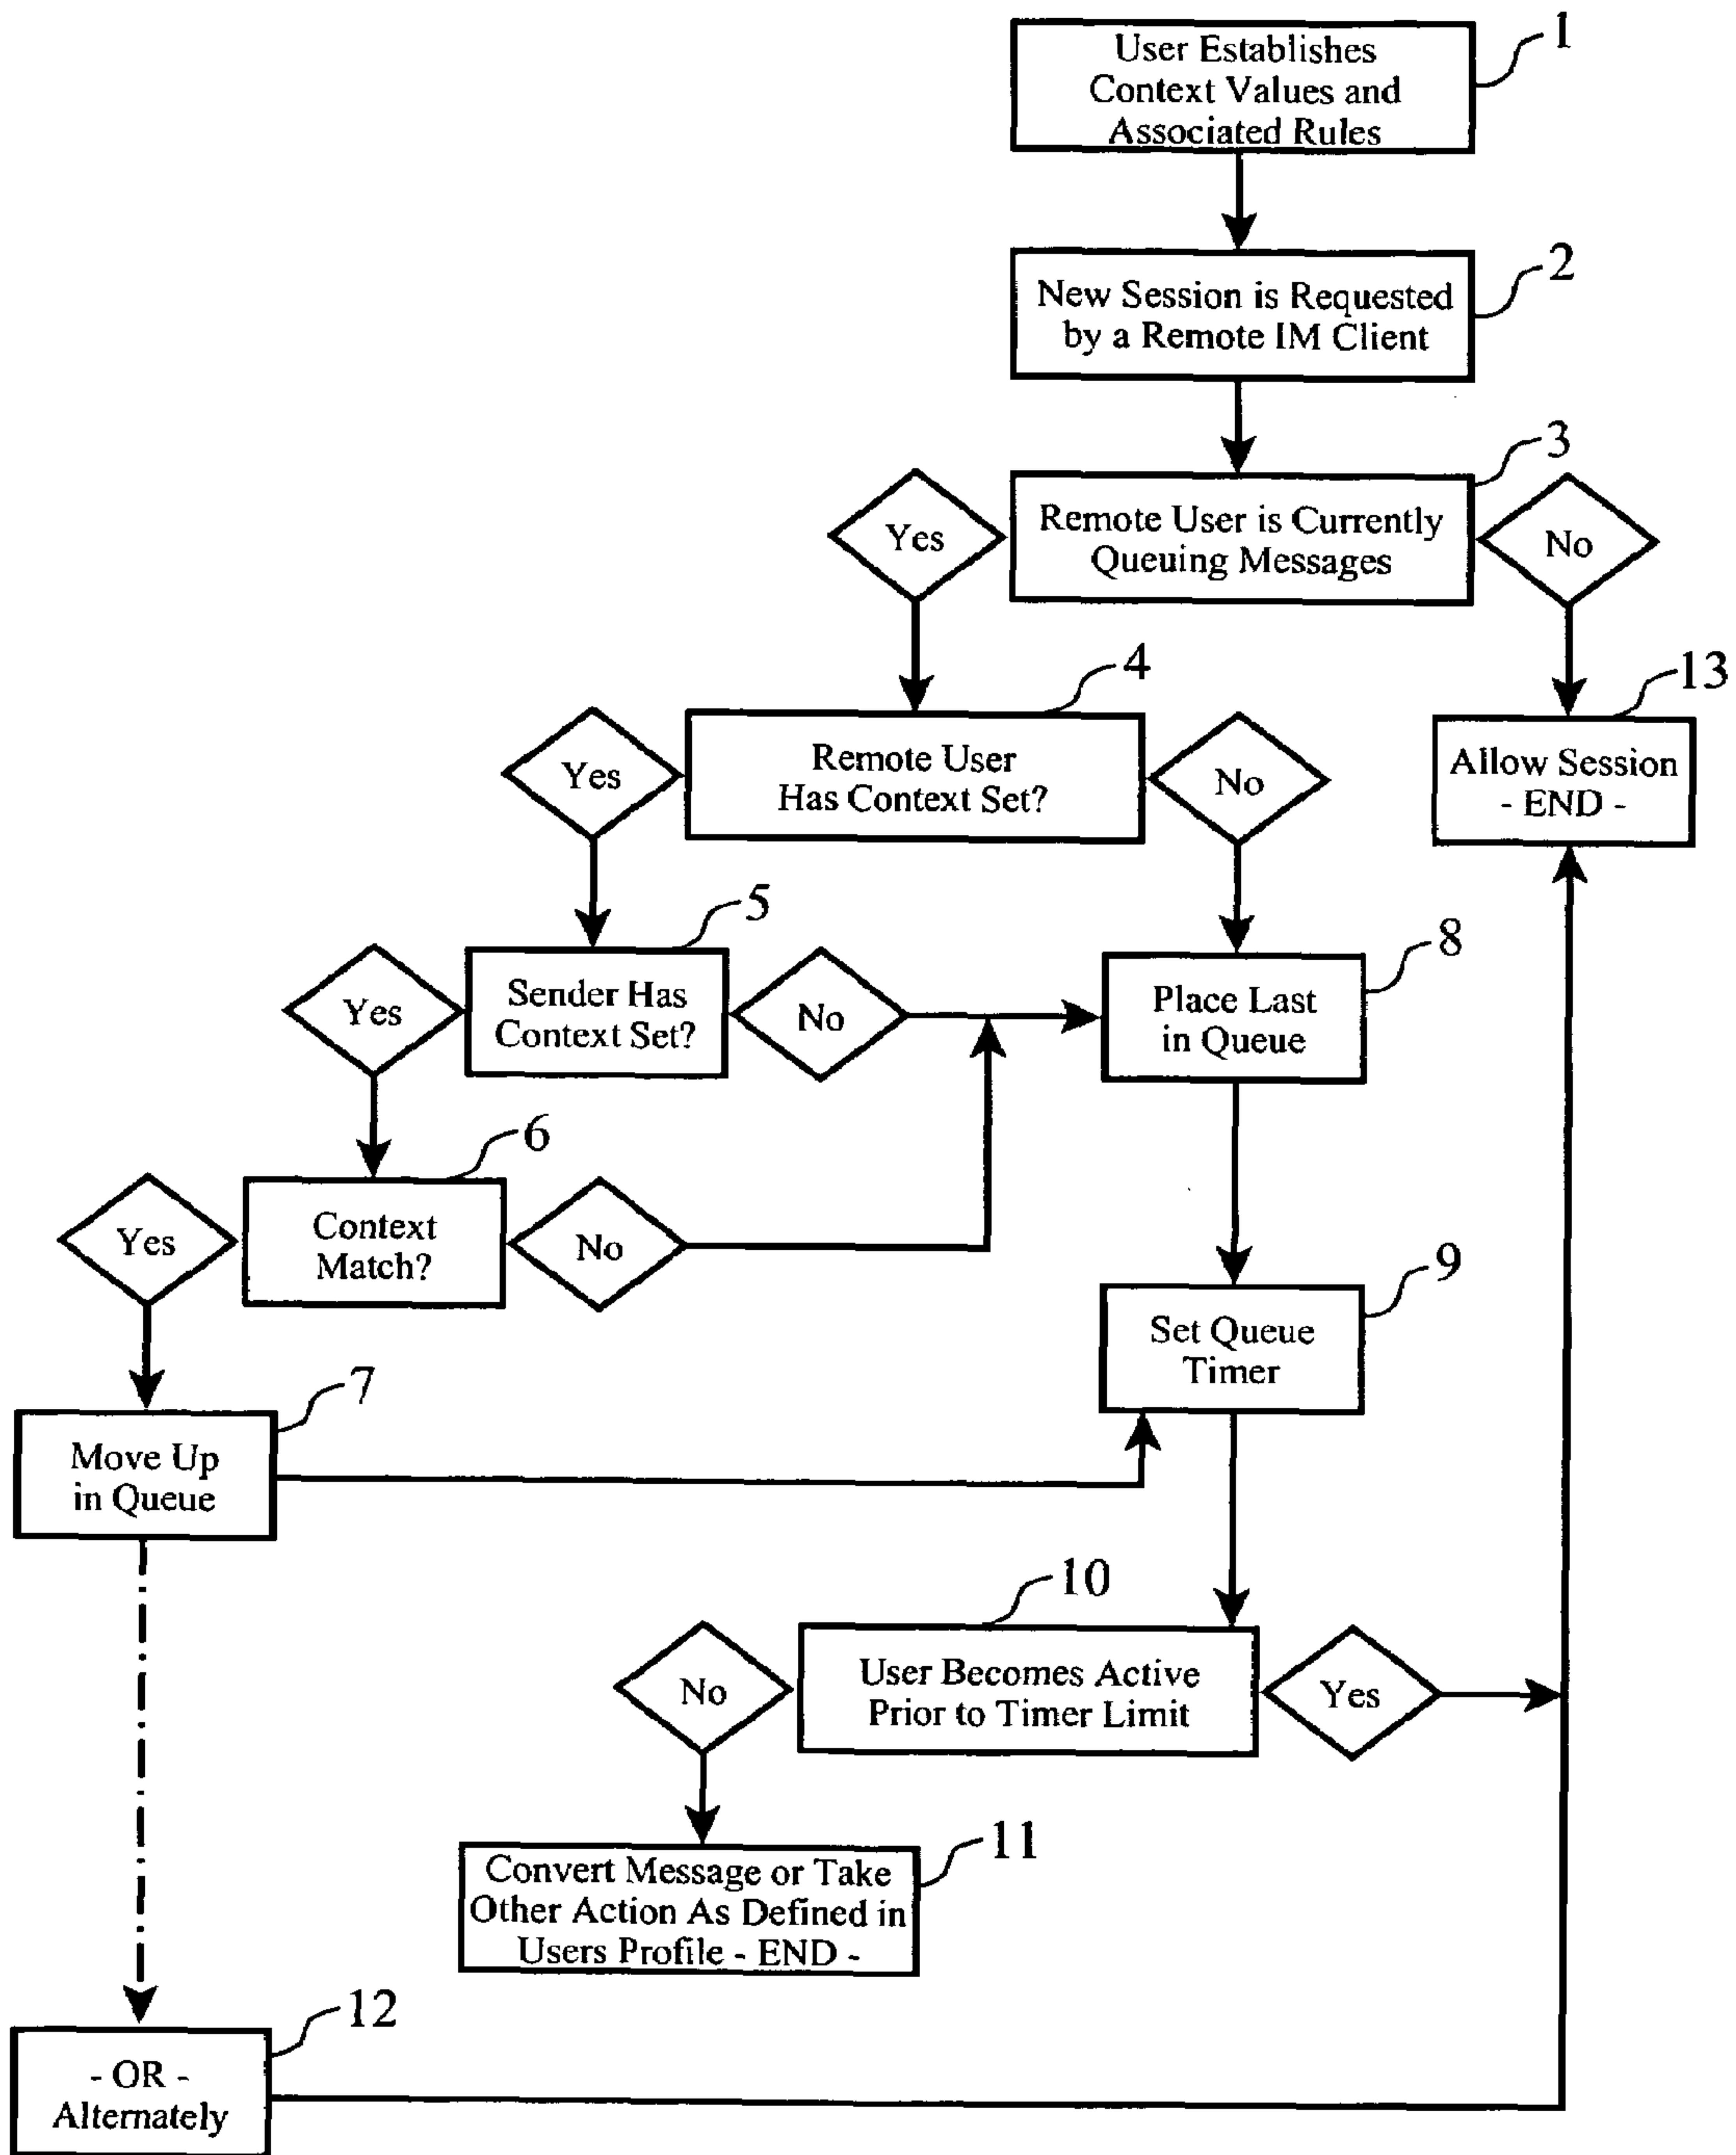 1
User Establishes
Context Values and
Associated Rules
2
New Session is Requested
by a Remote IM Client
3
Remote User is Currently
Queuing Messages
Yes
No
4
Remote User
Has Context Set?
Yes
No
13
Allow Session
- END -
5
Sender Has
Context Set?
Yes
No
8
Place Last
in Queue
6
Context
Match?
Yes
No
9
Set Queue
Timer
7
Move Up
in Queue
10
User Becomes Active
Prior to Timer Limit
No
Yes
11
Convert Message or Take
Other Action As Defined in
Users Profile - END -
12
- OR -
Alternately